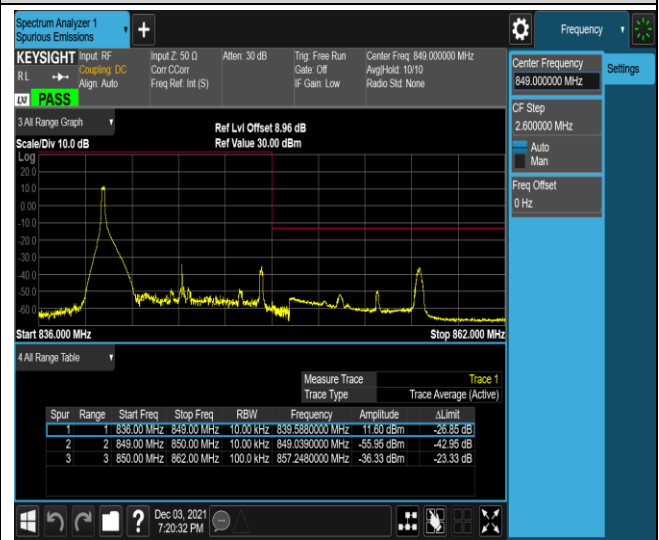 Spectrum Analyzer 1
Spurious Emissions
+
Frequency
KEYSIGHT
RL
LXI
PASS
Input: RF
Coupling: DC
Align: Auto
Input Z: 50 Ω
Corr CCorr
Freq Ref: Int (S)
Atten: 30 dB
Trig: Free Run
Gate: Off
IF Gain: Low
Center Freq: 849.000000 MHz
Avg|Hold: 10/10
Radio Std: None
Center Frequency
849.000000 MHz
Settings
CF Step
2.600000 MHz
Auto
Man
Freq Offset
0 Hz
3 All Range Graph
Scale/Div 10.0 dB
Ref Lvl Offset 8.96 dB
Ref Value 30.00 dBm
Log
20.0
10.0
0.00
-10.0
-20.0
-30.0
-40.0
-50.0
-60.0
Start 836.000 MHz
Stop 862.000 MHz
4 All Range Table
Measure Trace Trace 1
Trace Type Trace Average (Active)
Spur Range Start Freq Stop Freq RBW Frequency Amplitude ΔLimit
1 1 836.00 MHz 849.00 MHz 10.00 kHz 839.5880000 MHz 11.60 dBm -26.85 dB
2 2 849.00 MHz 850.00 MHz 10.00 kHz 849.0390000 MHz -55.95 dBm -42.95 dB
3 3 850.00 MHz 862.00 MHz 100.0 kHz 857.2480000 MHz -36.33 dBm -23.33 dB
?
Dec 03, 2021
7:20:32 PM